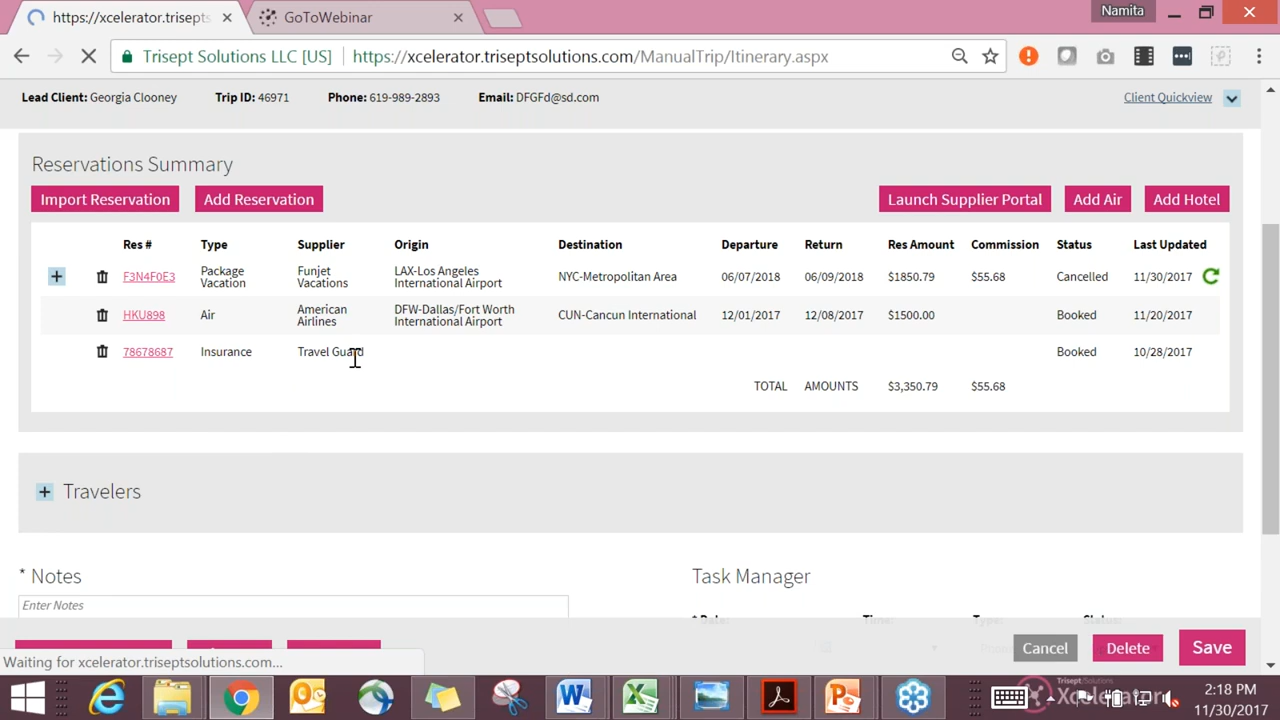 https://xcelerator.trisepts
GoToWebinar
Namita
Trisept Solutions LLC [US] https://xcelerator.triseptsolutions.com/ManualTrip/Itinerary.aspx
Lead Client: Georgia Clooney Trip ID: 46971 Phone: 619-989-2893 Email: DFGFd@sd.com Client Quickview
Reservations Summary
Import Reservation Add Reservation Launch Supplier Portal Add Air Add Hotel
Res # Type Supplier Origin Destination Departure Return Res Amount Commission Status Last Updated
F3N4F0E3 Package Vacation Funjet Vacations LAX-Los Angeles International Airport NYC-Metropolitan Area 06/07/2018 06/09/2018 $1850.79 $55.68 Cancelled 11/30/2017
HKU898 Air American Airlines DFW-Dallas/Fort Worth International Airport CUN-Cancun International 12/01/2017 12/08/2017 $1500.00 Booked 11/20/2017
78678687 Insurance Travel Guard Booked 10/28/2017
TOTAL AMOUNTS $3,350.79 $55.68
+ Travelers
* Notes
Enter Notes
Task Manager
* Date: Time: Type: Status:
Cancel Delete Save
Waiting for xcelerator.triseptsolutions.com...
Xcelerator
2:18 PM
11/30/2017